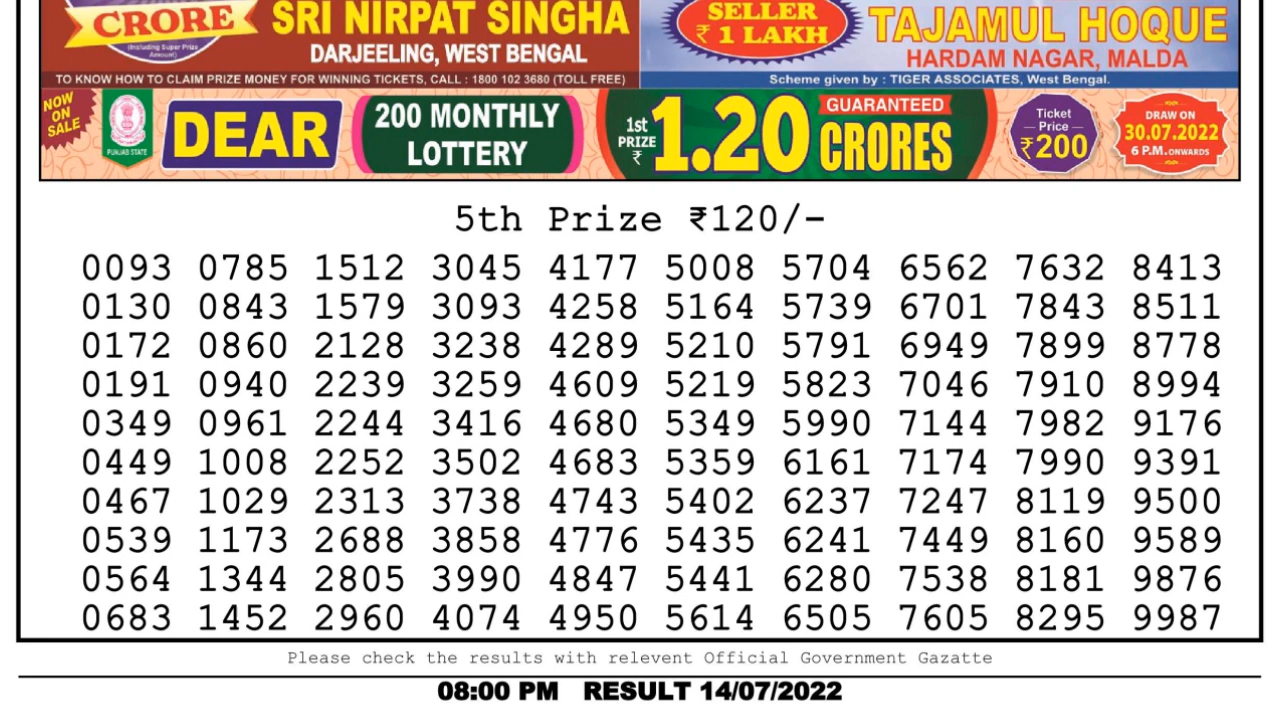 CRORE
(Including Super Prize
Amount)
SRI NIRPAT SINGHA
DARJEELING, WEST BENGAL
TO KNOW HOW TO CLAIM PRIZE MONEY FOR WINNING TICKETS, CALL : 1800 102 3680 (TOLL FREE)
SELLER
₹ 1 LAKH
TAJAMUL HOQUE
HARDAM NAGAR, MALDA
Scheme given by : TIGER ASSOCIATES, West Bengal.
NOW
ON
SALE
PUNJAB STATE
DEAR
200 MONTHLY
LOTTERY
1st
PRIZE
₹
1.20
GUARANTEED
CRORES
Ticket
Price
₹200
DRAW ON
30.07.2022
6 P.M. ONWARDS
5th Prize ₹120/-
0093 0785 1512 3045 4177 5008 5704 6562 7632 8413
0130 0843 1579 3093 4258 5164 5739 6701 7843 8511
0172 0860 2128 3238 4289 5210 5791 6949 7899 8778
0191 0940 2239 3259 4609 5219 5823 7046 7910 8994
0349 0961 2244 3416 4680 5349 5990 7144 7982 9176
0449 1008 2252 3502 4683 5359 6161 7174 7990 9391
0467 1029 2313 3738 4743 5402 6237 7247 8119 9500
0539 1173 2688 3858 4776 5435 6241 7449 8160 9589
0564 1344 2805 3990 4847 5441 6280 7538 8181 9876
0683 1452 2960 4074 4950 5614 6505 7605 8295 9987
Please check the results with relevent Official Government Gazatte
08:00 PM RESULT 14/07/2022